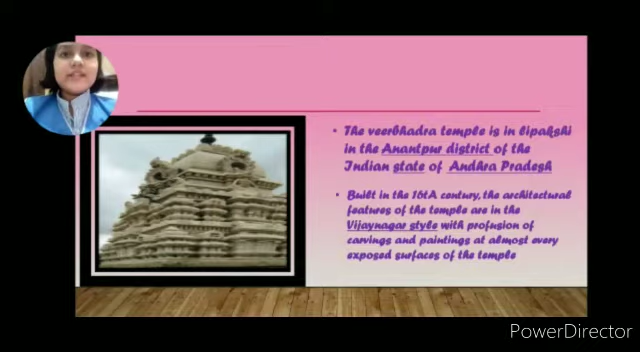 • The veerbhadra temple is in lipakshi
in the Anantpur district of the
Indian state of Andhra Pradesh
• Built in the 16tA century, the architectural
features of the temple are in the
Vijaynagar style with profusion of
carvings and paintings at almost every
exposed surfaces of the temple
PowerDirector